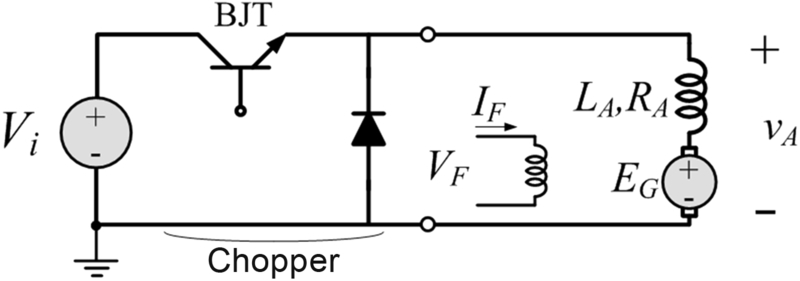 BJT
V_i
+
-
I_F
V_F
L_A,R_A
E_G
+
-
+
v_A
-
Chopper